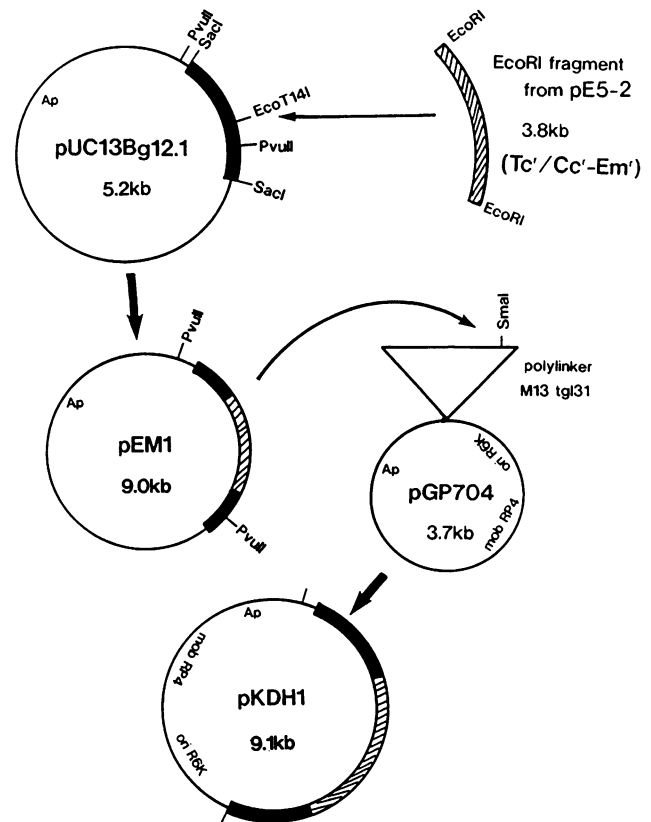 PvuII
SacI
Ap
EcoT14I
pUC13Bg12.1
PvuII
5.2kb
SacI
EcoRI
EcoRI fragment
from pE5-2
3.8kb
(Tcʳ/Ccʳ-Emʳ)
EcoRI
PvuII
Ap
pEM1
9.0kb
PvuII
SmaI
polylinker
M13 tgl31
ori R6K
Ap
pGP704
mob RP4
3.7kb
Ap
mob RP4
pKDH1
ori R6K
9.1kb